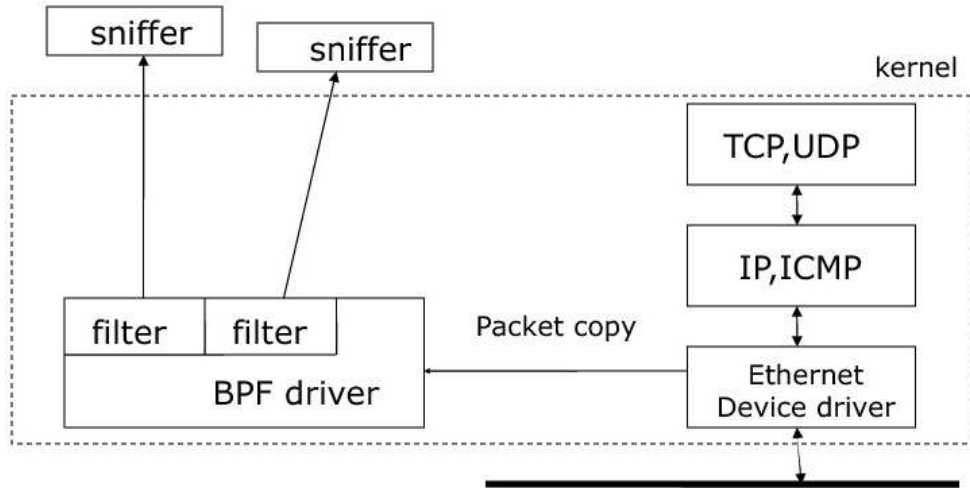 sniffer
sniffer
kernel
TCP,UDP
IP,ICMP
filter
filter
Packet copy
BPF driver
Ethernet
Device driver